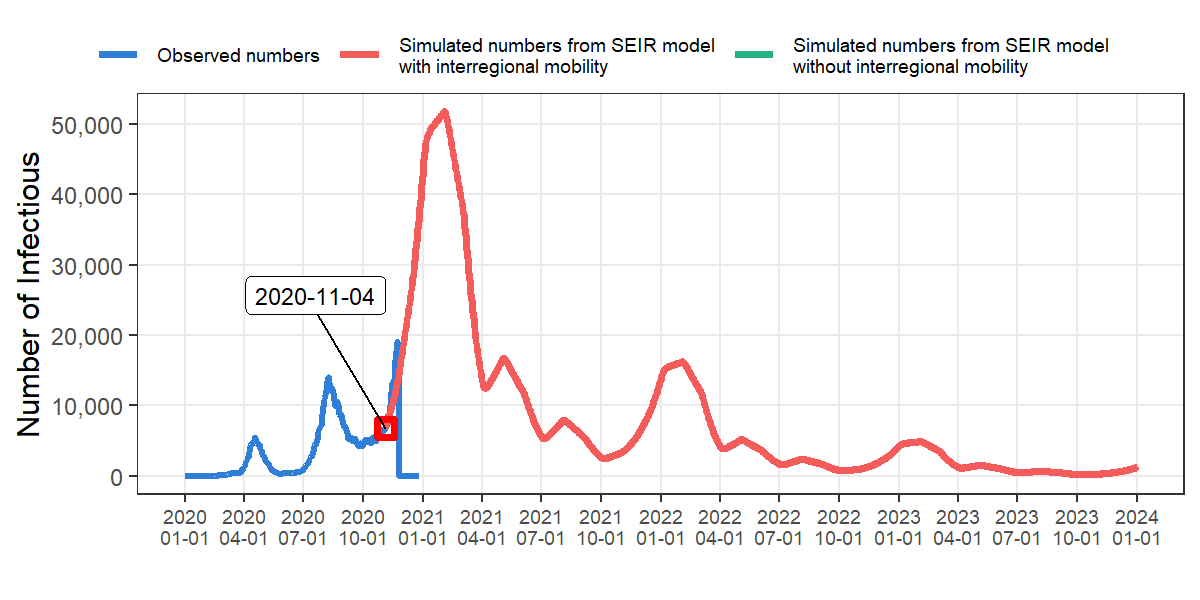 Observed numbers
Simulated numbers from SEIR model
with interregional mobility
Simulated numbers from SEIR model
without interregional mobility
Number of Infectious
50,000
40,000
30,000
20,000
10,000
0
2020-11-04
2020 2020 2020 2020 2021 2021 2021 2021 2022 2022 2022 2022 2023 2023 2023 2023 2024
01-01 04-01 07-01 10-01 01-01 04-01 07-01 10-01 01-01 04-01 07-01 10-01 01-01 04-01 07-01 10-01 01-01